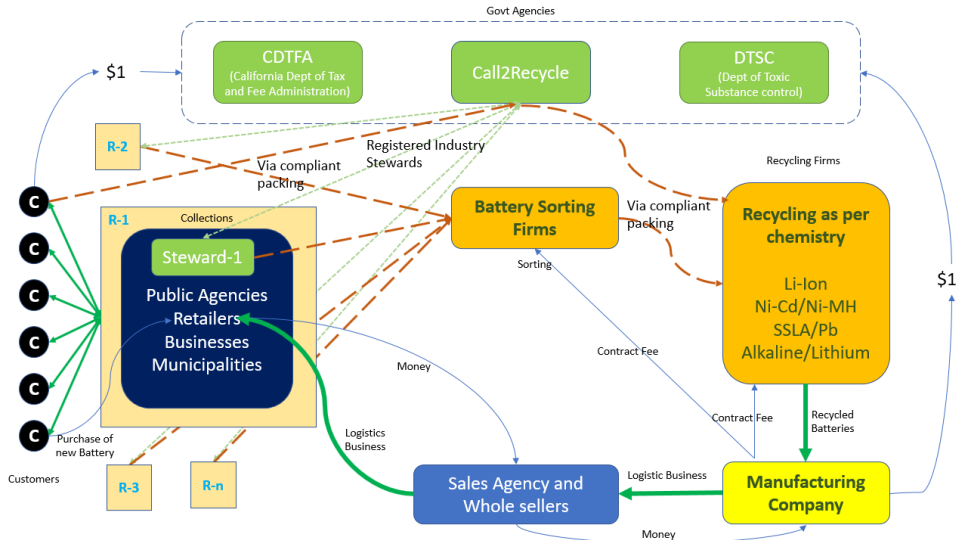 Govt Agencies
CDTFA
(California Dept of Tax
and Fee Administration)
Call2Recycle
DTSC
(Dept of Toxic
Substance control)
$1
R-2
Registered Industry
Stewards
Via compliant
packing
Recycling Firms
C
C
C
C
C
C
R-1
Collections
Steward-1
Public Agencies
Retailers
Businesses
Municipalities
Battery Sorting
Firms
Sorting
Via compliant
packing
Recycling as per
chemistry
Li-Ion
Ni-Cd/Ni-MH
SSLA/Pb
Alkaline/Lithium
$1
Contract Fee
Money
Contract Fee
Recycled
Batteries
Purchase of
new Battery
Customers
Logistics
Business
R-3
R-n
Sales Agency and
Whole sellers
Logistic Business
Manufacturing
Company
Money